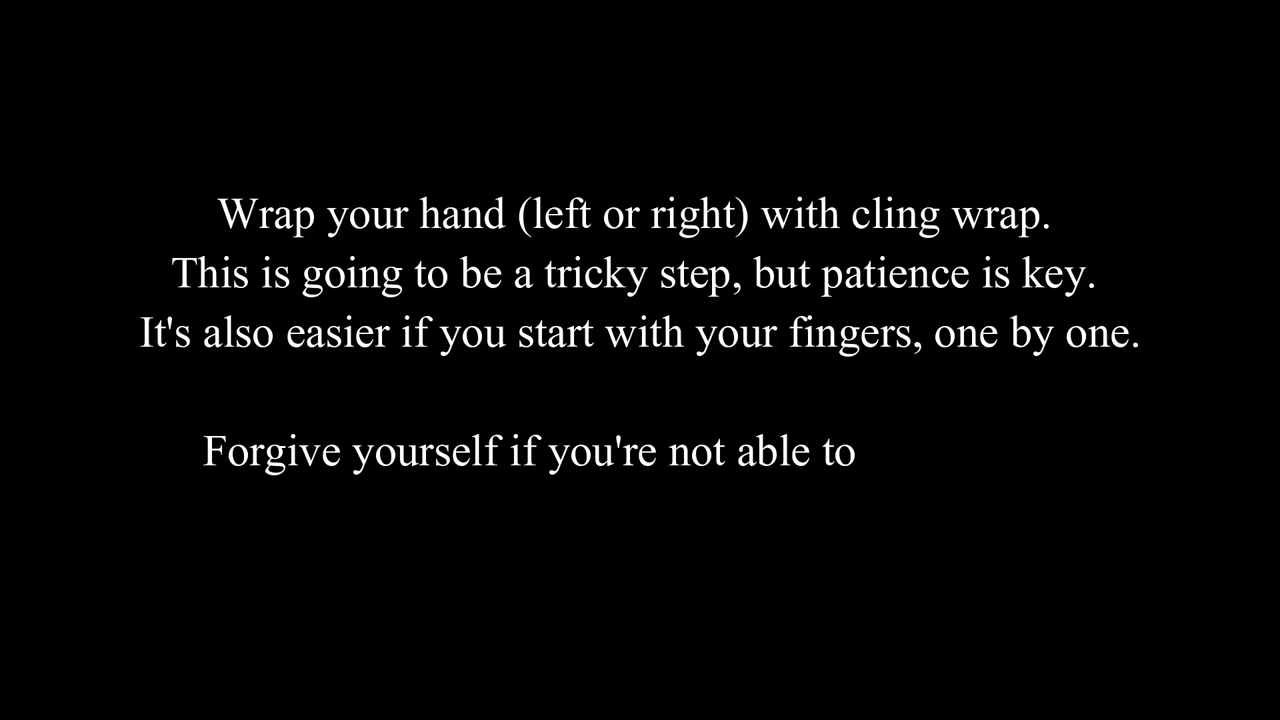 Wrap your hand (left or right) with cling wrap.
This is going to be a tricky step, but patience is key.
It's also easier if you start with your fingers, one by one.
Forgive yourself if you're not able to